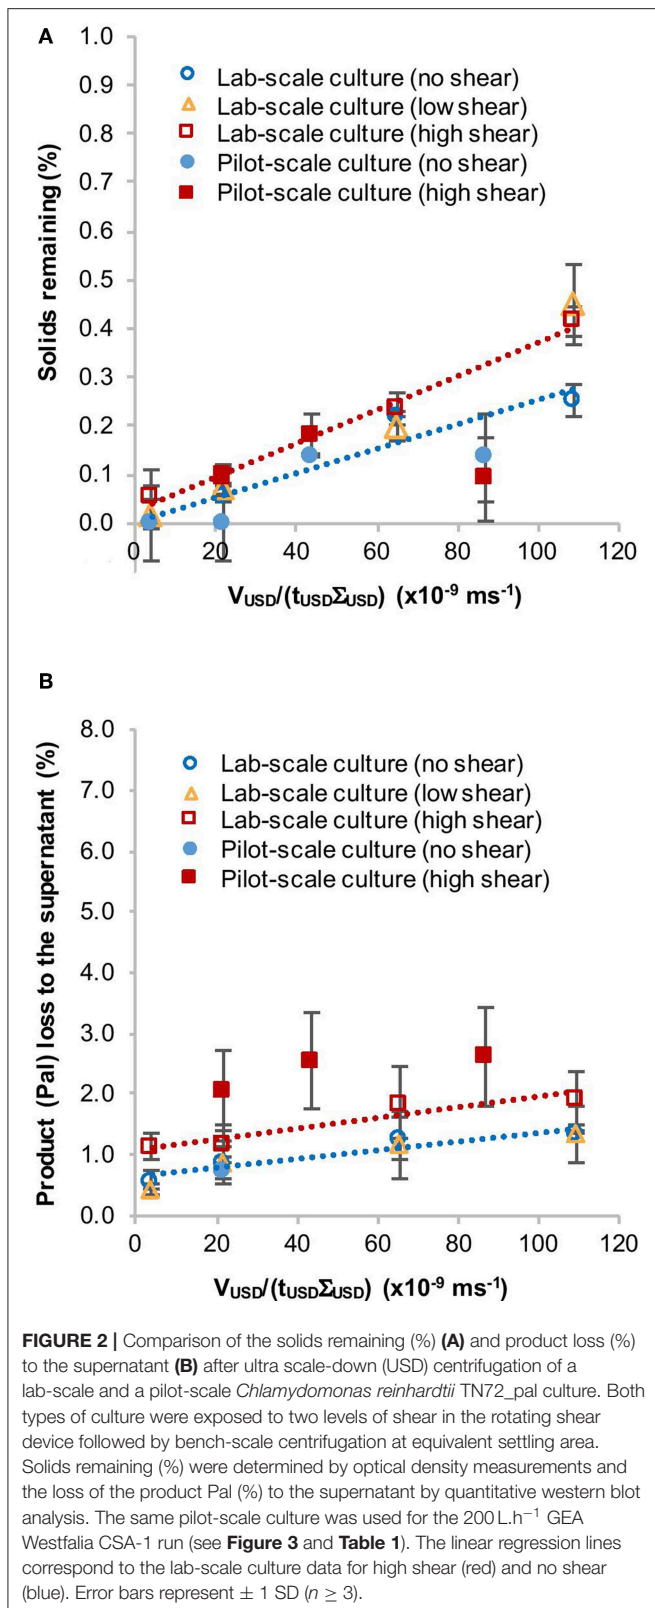 A
1.0
0.9
0.8
0.7
0.6
0.5
0.4
0.3
0.2
0.1
0.0
Solids remaining (%)
Lab-scale culture (no shear)
Lab-scale culture (low shear)
Lab-scale culture (high shear)
Pilot-scale culture (no shear)
Pilot-scale culture (high shear)
0 20 40 60 80 100 120
V_USD/(t_USDΣ_USD) (x10⁻⁹ ms⁻¹)
B
8.0
7.0
6.0
5.0
4.0
3.0
2.0
1.0
0.0
Product (Pal) loss to the supernatant (%)
Lab-scale culture (no shear)
Lab-scale culture (low shear)
Lab-scale culture (high shear)
Pilot-scale culture (no shear)
Pilot-scale culture (high shear)
0 20 40 60 80 100 120
V_USD/(t_USDΣ_USD) (x10⁻⁹ ms⁻¹)
FIGURE 2 | Comparison of the solids remaining (%) (A) and product loss (%)
to the supernatant (B) after ultra scale-down (USD) centrifugation of a
lab-scale and a pilot-scale Chlamydomonas reinhardtii TN72_pal culture. Both
types of culture were exposed to two levels of shear in the rotating shear
device followed by bench-scale centrifugation at equivalent settling area.
Solids remaining (%) were determined by optical density measurements and
the loss of the product Pal (%) to the supernatant by quantitative western blot
analysis. The same pilot-scale culture was used for the 200 L.h⁻¹ GEA
Westfalia CSA-1 run (see Figure 3 and Table 1). The linear regression lines
correspond to the lab-scale culture data for high shear (red) and no shear
(blue). Error bars represent ± 1 SD (n ≥ 3).